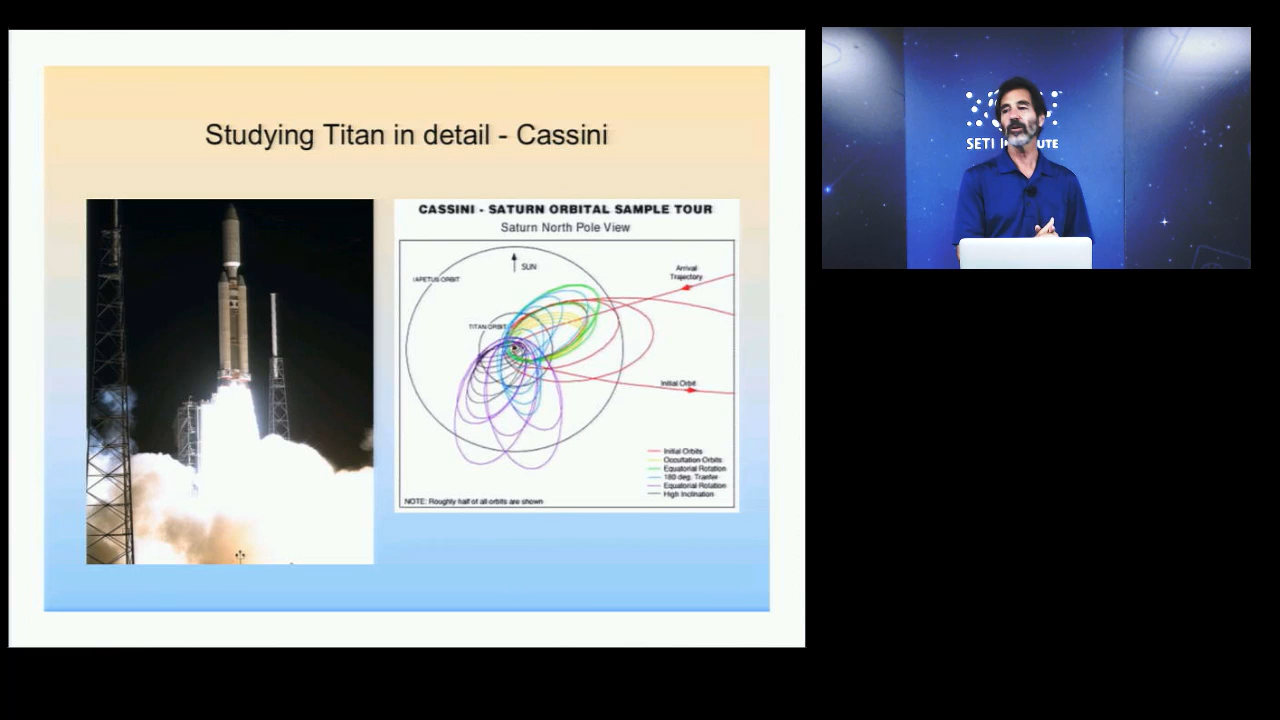 Studying Titan in detail - Cassini
CASSINI - SATURN ORBITAL SAMPLE TOUR
Saturn North Pole View
SUN
IAPETUS ORBIT
Arrival
Trajectory
TITAN ORBIT
Initial Orbit
Initial Orbits
Occultation Orbits
Equatorial Rotation
180 deg. Tranfer
Equatorial Rotation
High Inclination
NOTE: Roughly half of all orbits are shown
SETI